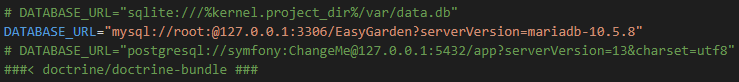 # DATABASE_URL="sqlite:///%kernel.project_dir%/var/data.db"
DATABASE_URL="mysql://root:@127.0.0.1:3306/EasyGarden?serverVersion=mariadb-10.5.8"
# DATABASE_URL="postgresql://symfony:ChangeMe@127.0.0.1:5432/app?serverVersion=13&charset=utf8"
###< doctrine/doctrine-bundle ###